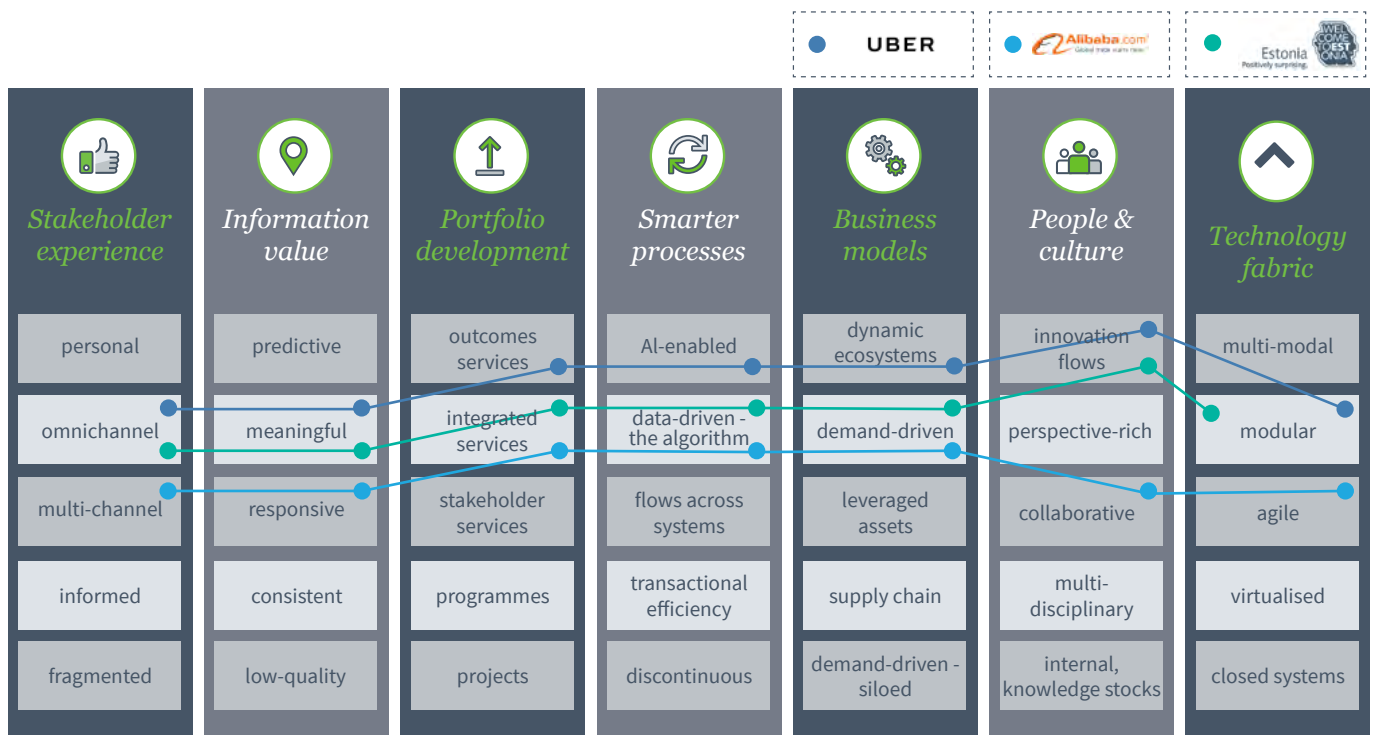 UBER
Alibaba.com
Global trade starts here.
Estonia
Positively surprising.
WEL
COME
TO EST
ONIA
Stakeholder
experience
Information
value
Portfolio
development
Smarter
processes
Business
models
People &
culture
Technology
fabric
personal
predictive
outcomes
services
AI-enabled
dynamic
ecosystems
innovation
flows
multi-modal
omnichannel
meaningful
integrated
services
data-driven -
the algorithm
demand-driven
perspective-rich
modular
multi-channel
responsive
stakeholder
services
flows across
systems
leveraged
assets
collaborative
agile
informed
consistent
programmes
transactional
efficiency
supply chain
multi-
disciplinary
virtualised
fragmented
low-quality
projects
discontinuous
demand-driven -
siloed
internal,
knowledge stocks
closed systems